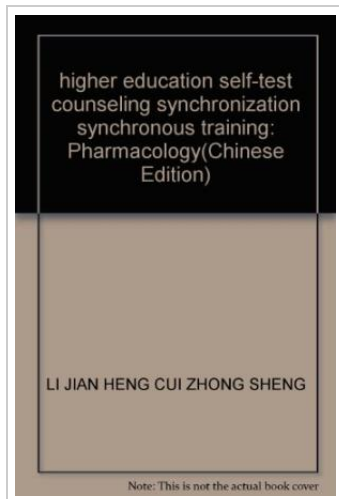 higher education self-test
counseling synchronization
synchronous training:
Pharmacology(Chinese
Edition)
LI JIAN HENG CUI ZHONG SHENG
Note: This is not the actual book cover